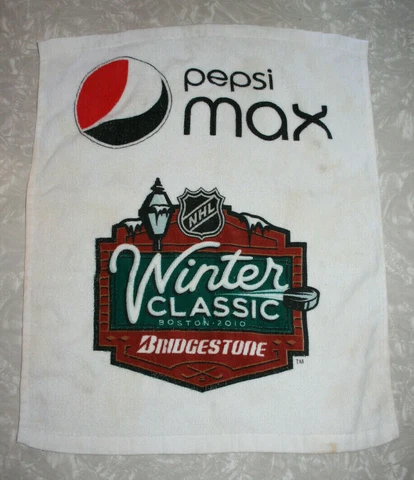 pepsi
max
NHL
Winter
CLASSIC
BOSTON · 2010
BRIDGESTONE
TM